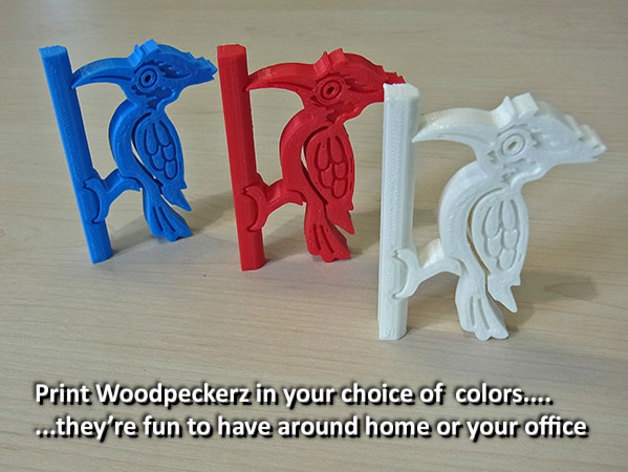 Print Woodpeckerz in your choice of  colors....
...they're fun to have around home or your office